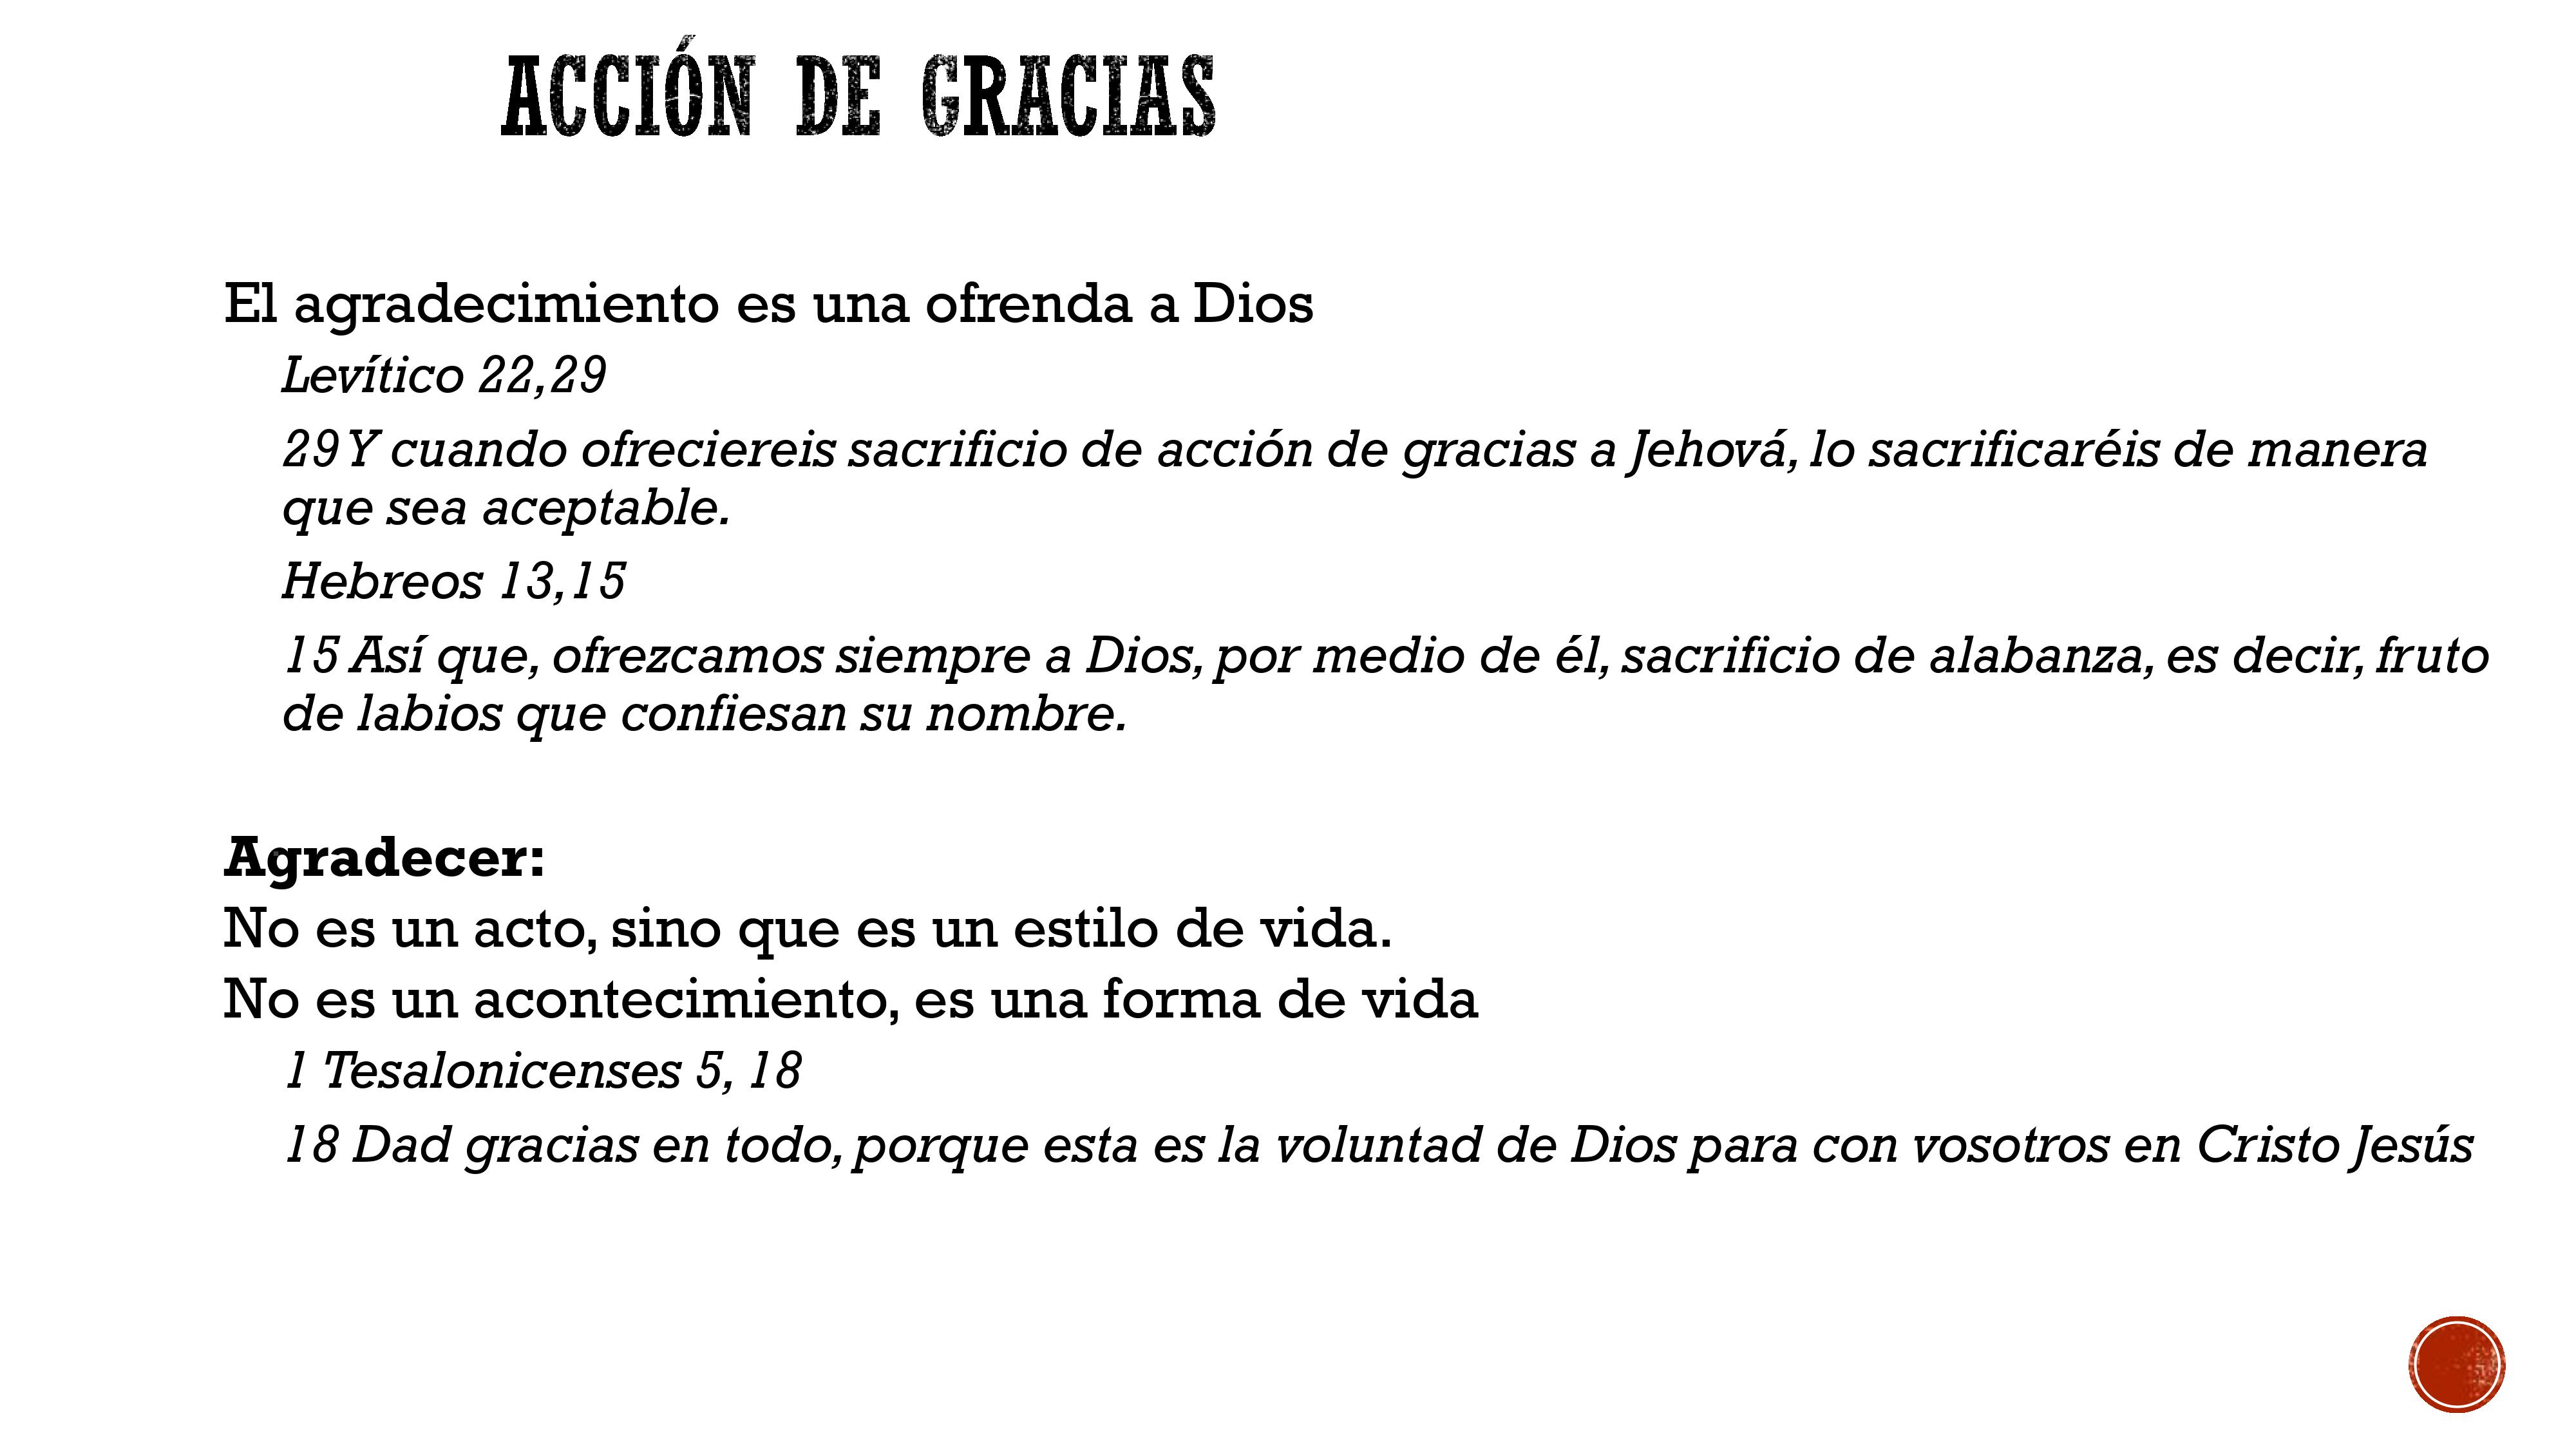 ACCIÓN DE GRACIAS
El agradecimiento es una ofrenda a Dios
Levítico 22,29
29 Y cuando ofreciereis sacrificio de acción de gracias a Jehová, lo sacrificaréis de manera
que sea aceptable.
Hebreos 13,15
15 Así que, ofrezcamos siempre a Dios, por medio de él, sacrificio de alabanza, es decir, fruto
de labios que confiesan su nombre.
Agradecer:
No es un acto, sino que es un estilo de vida.
No es un acontecimiento, es una forma de vida
1 Tesalonicenses 5, 18
18 Dad gracias en todo, porque esta es la voluntad de Dios para con vosotros en Cristo Jesús